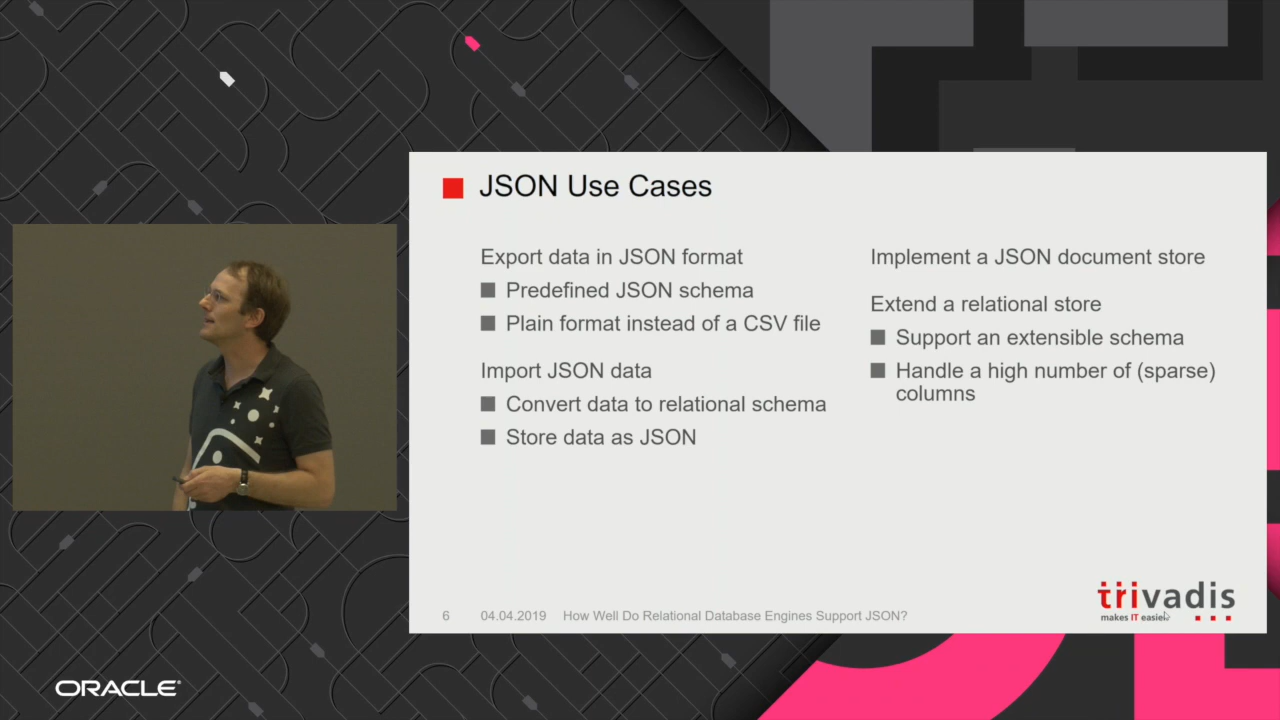 JSON Use Cases
Export data in JSON format
Predefined JSON schema
Plain format instead of a CSV file
Import JSON data
Convert data to relational schema
Store data as JSON
Implement a JSON document store
Extend a relational store
Support an extensible schema
Handle a high number of (sparse)
columns
6 04.04.2019 How Well Do Relational Database Engines Support JSON?
trivadis
makes IT easier.
ORACLE